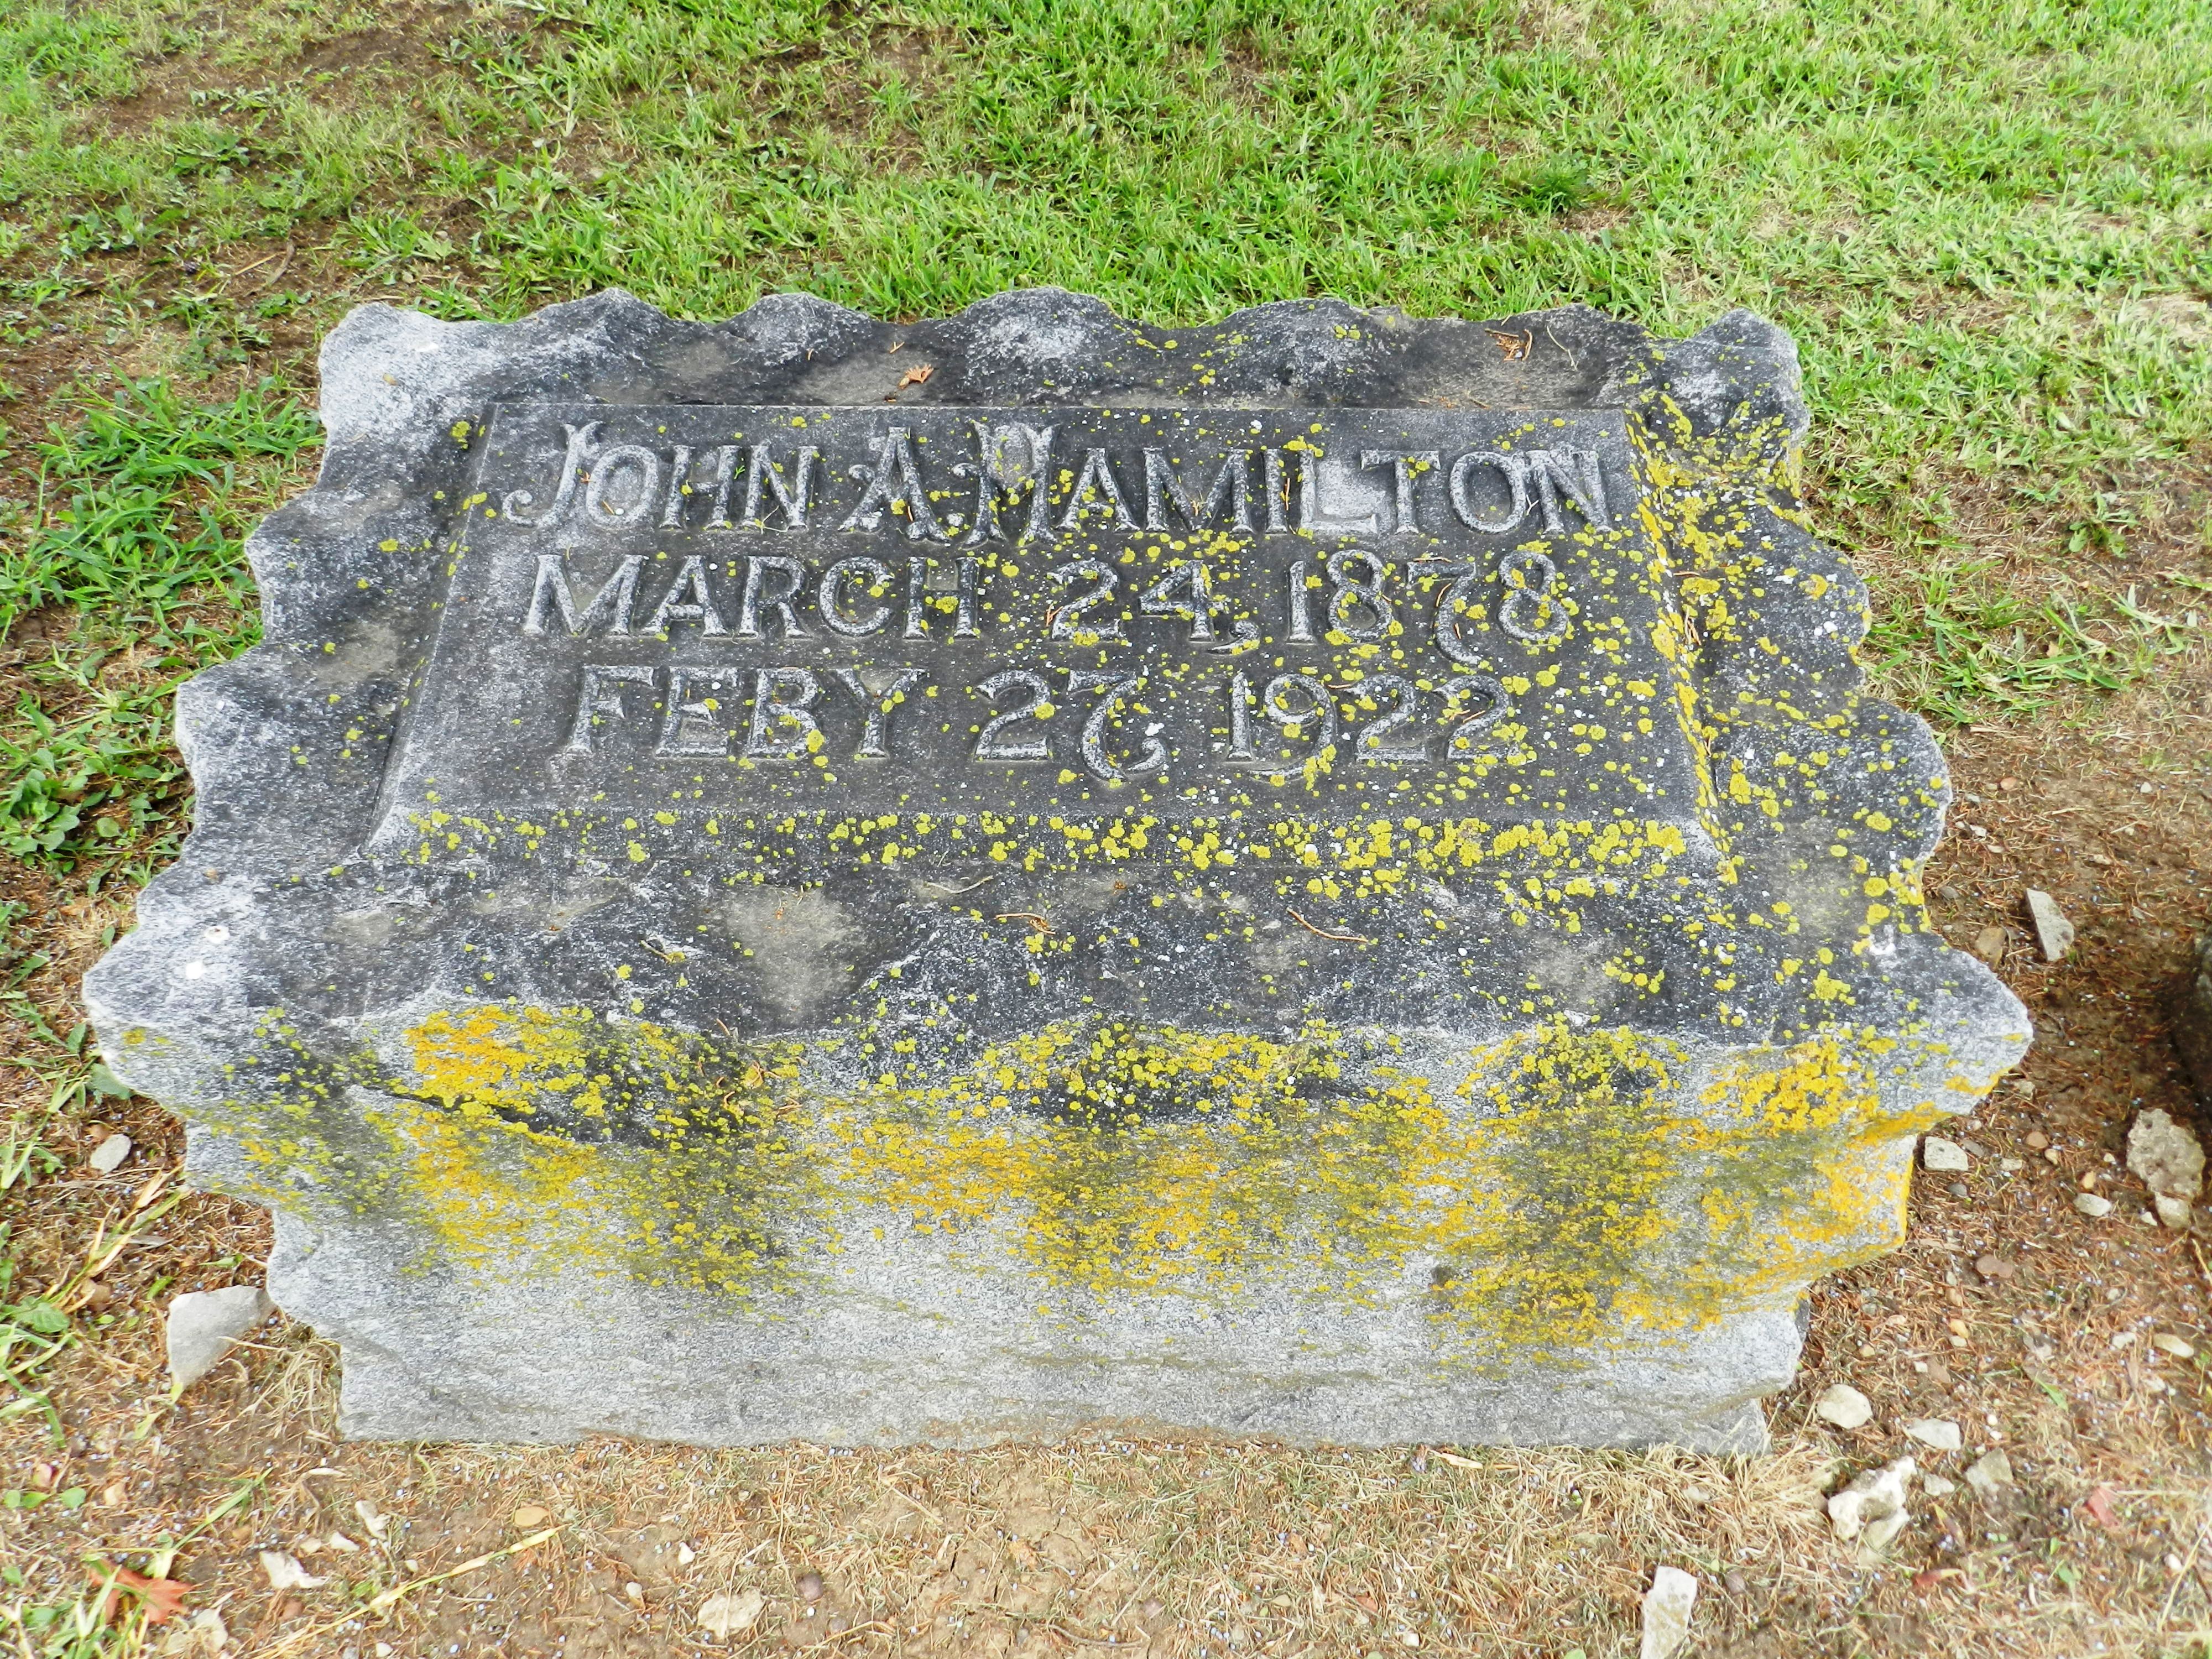 JOHN A. HAMILTON
MARCH 24, 1878
FEBY 27, 1922